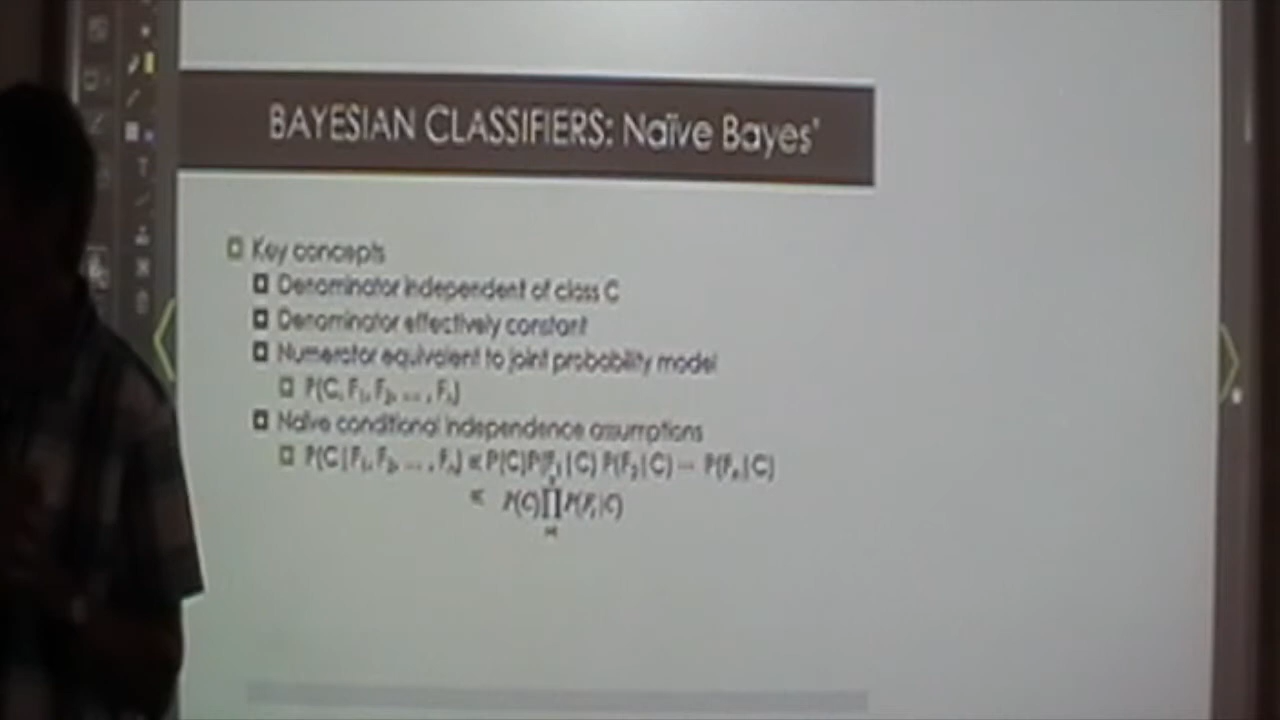 BAYESIAN CLASSIFIERS: Naïve Bayes'
Key concepts
Denominator independent of class C
Denominator effectively constant
Numerator equivalent to joint probability model
P(C, F₁, F₂, ... , Fₙ)
Naïve conditional independence assumptions
P(C|F₁, F₂, ... , Fₙ) ∝ P(C)P(F₁|C) P(F₂|C) ··· P(Fₙ|C)
∝ P(C)∏P(Fᵢ|C)